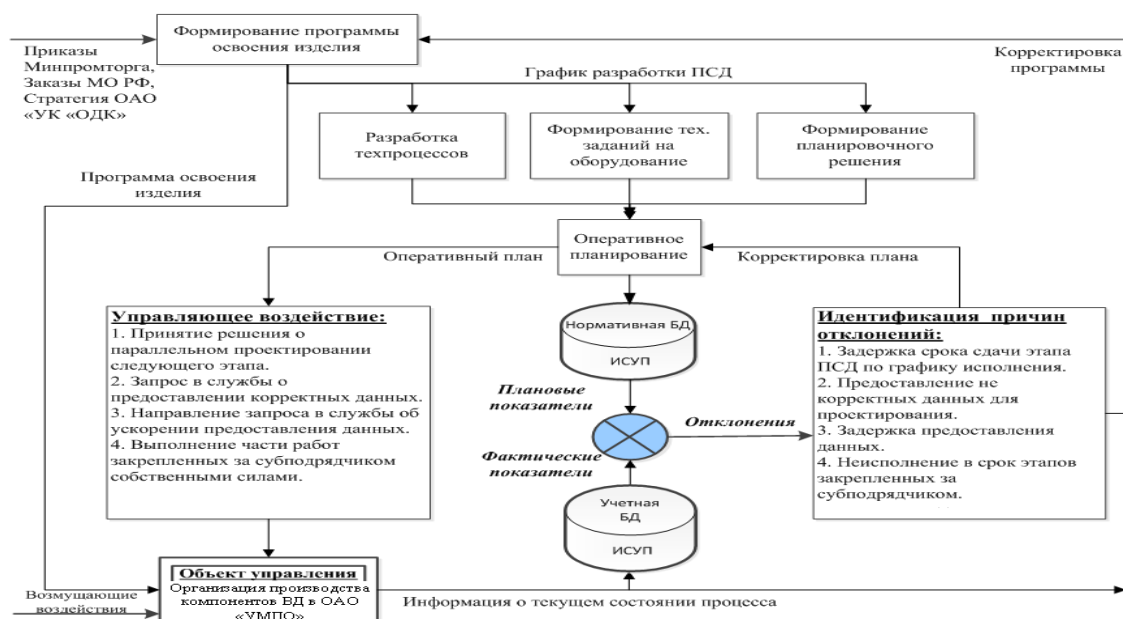 Формирование программы
освоения изделия
Приказы
Минпромторга,
Заказы МО РФ,
Стратегия ОАО
«УК «ОДК»
Корректировка
программы
График разработки ПСД
Разработка
техпроцессов
Формирование тех.
заданий на
оборудование
Формирование
планировочного
решения
Программа освоения
изделия
Оперативное
планирование
Оперативный план
Корректировка плана
Управляющее воздействие:
1. Принятие решения о
параллельном проектировании
следующего этапа.
2. Запрос в службы о
предоставлении корректных данных.
3. Направление запроса в службы об
ускорении предоставления данных.
4. Выполнение части работ
закрепленных за субподрядчиком
собственными силами.
Нормативная БД
ИСУП
Плановые
показатели
Отклонения
Фактические
показатели
Учетная
БД
ИСУП
Идентификация причин
отклонений:
1. Задержка срока сдачи этапа
ПСД по графику исполнения.
2. Предоставление не
корректных данных для
проектирования.
3. Задержка предоставления
данных.
4. Неисполнение в срок этапов
закрепленных за
субподрядчиком.
Возмущающие
воздействия
Объект управления
Организация производства
компонентов ВД в ОАО
«УМПО»
Информация о текущем состоянии процесса